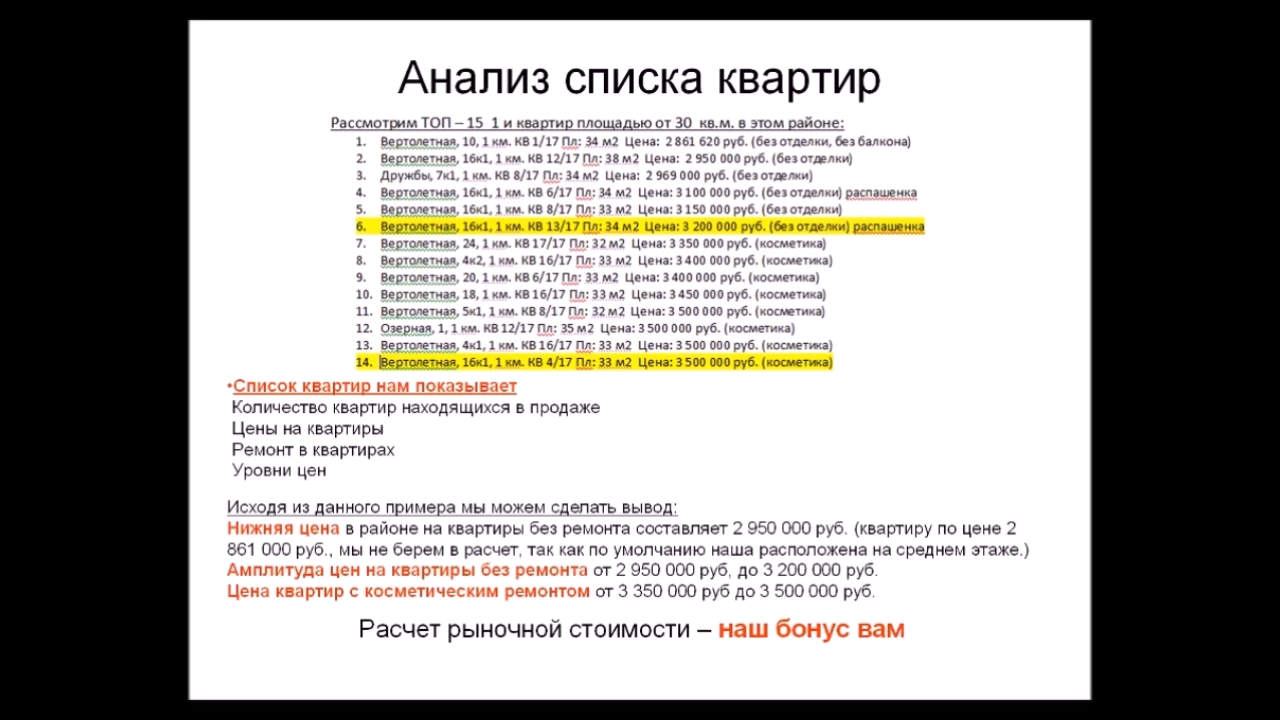 Анализ списка квартир
Рассмотрим ТОП – 15 1 и квартир площадью от 30 кв.м. в этом районе:
1. Вертолетная, 10, 1 км. КВ 1/17 Пл: 34 м2 Цена: 2 861 620 руб. (без отделки, без балкона)
2. Вертолетная, 16к1, 1 км. КВ 12/17 Пл: 38 м2 Цена: 2 950 000 руб. (без отделки)
3. Дружбы, 7к1, 1 км. КВ 8/17 Пл: 34 м2 Цена: 2 969 000 руб. (без отделки)
4. Вертолетная, 16к1, 1 км. КВ 6/17 Пл: 34 м2 Цена: 3 100 000 руб. (без отделки) распашенка
5. Вертолетная, 16к1, 1 км. КВ 8/17 Пл: 33 м2 Цена: 3 150 000 руб. (без отделки)
6. Вертолетная, 16к1, 1 км. КВ 13/17 Пл: 34 м2 Цена: 3 200 000 руб. (без отделки) распашенка
7. Вертолетная, 24, 1 км. КВ 17/17 Пл: 32 м2 Цена: 3 350 000 руб. (косметика)
8. Вертолетная, 4к2, 1 км. КВ 16/17 Пл: 33 м2 Цена: 3 400 000 руб. (косметика)
9. Вертолетная, 20, 1 км. КВ 6/17 Пл: 33 м2 Цена: 3 400 000 руб. (косметика)
10. Вертолетная, 18, 1 км. КВ 16/17 Пл: 33 м2 Цена: 3 450 000 руб. (косметика)
11. Вертолетная, 5к1, 1 км. КВ 8/17 Пл: 32 м2 Цена: 3 500 000 руб. (косметика)
12. Озерная, 1, 1 км. КВ 12/17 Пл: 35 м2 Цена: 3 500 000 руб. (косметика)
13. Вертолетная, 4к1, 1 км. КВ 16/17 Пл: 33 м2 Цена: 3 500 000 руб. (косметика)
14. Вертолетная, 16к1, 1 км. КВ 4/17 Пл: 33 м2 Цена: 3 500 000 руб. (косметика)
•Список квартир нам показывает
Количество квартир находящихся в продаже
Цены на квартиры
Ремонт в квартирах
Уровни цен
Исходя из данного примера мы можем сделать вывод:
Нижняя цена в районе на квартиры без ремонта составляет 2 950 000 руб. (квартиру по цене 2
861 000 руб., мы не берем в расчет, так как по умолчанию наша расположена на среднем этаже.)
Амплитуда цен на квартиры без ремонта от 2 950 000 руб, до 3 200 000 руб.
Цена квартир с косметическим ремонтом от 3 350 000 руб до 3 500 000 руб.
Расчет рыночной стоимости – наш бонус вам